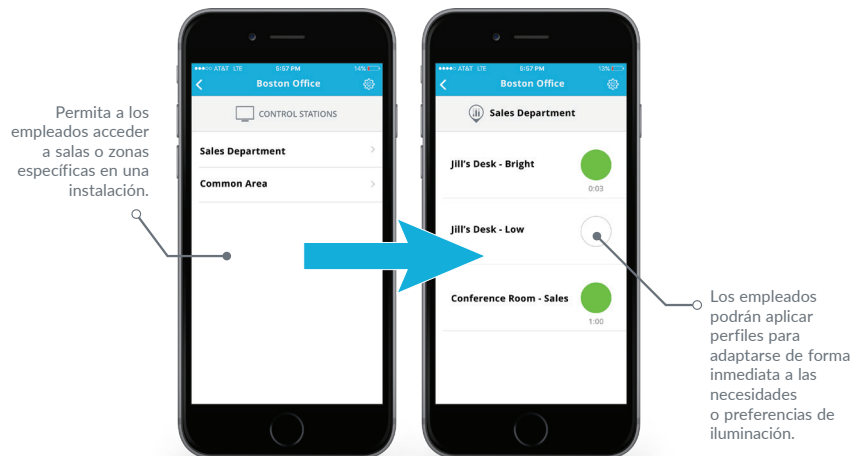 Permita a los
empleados acceder
a salas o zonas
específicas en una
instalación.
●●●○○ AT&T LTE 5:57 PM 14%
Boston Office
CONTROL STATIONS
Sales Department
Common Area
●●●○○ AT&T LTE 5:57 PM 13%
Boston Office
Sales Department
Jill's Desk - Bright
0:03
Jill's Desk - Low
Conference Room - Sales
1:00
Los empleados
podrán aplicar
perfiles para
adaptarse de forma
inmediata a las
necesidades
o preferencias de
iluminación.